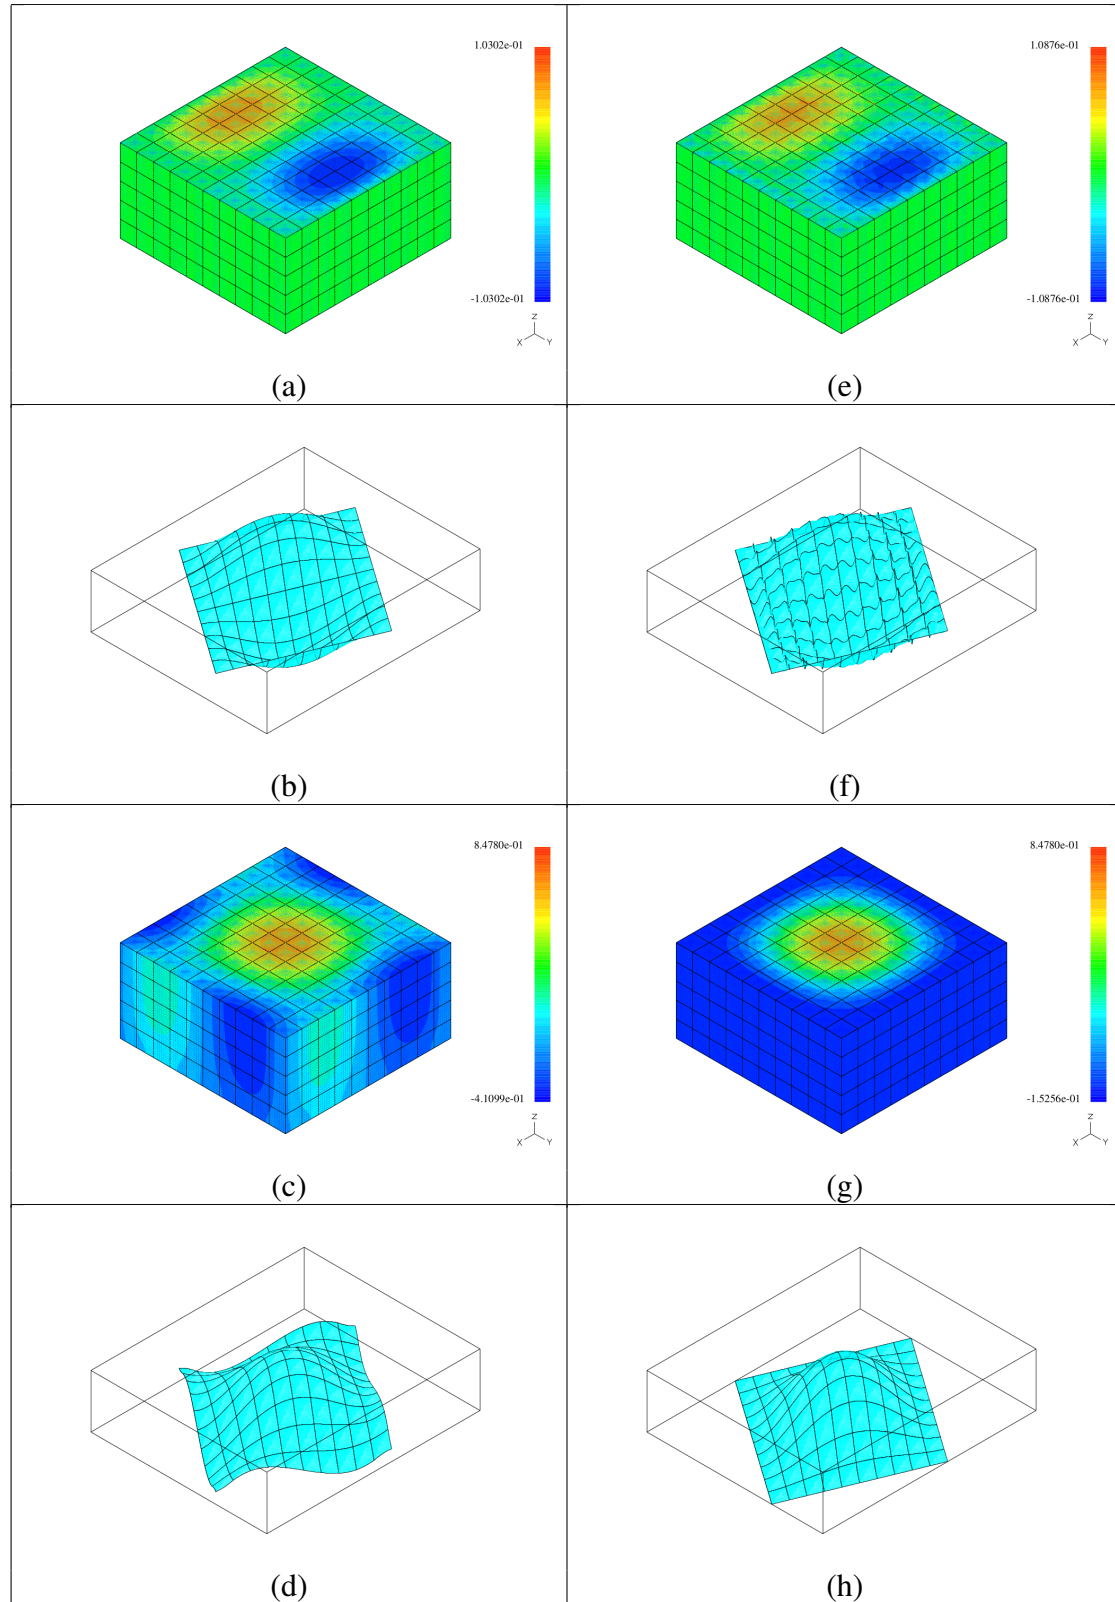 1.0302e-01
-1.0302e-01
Z
X Y
(a)
1.0876e-01
-1.0876e-01
Z
X Y
(e)
(b)
(f)
8.4780e-01
-4.1099e-01
Z
X Y
(c)
8.4780e-01
-1.5256e-01
Z
X Y
(g)
(d)
(h)